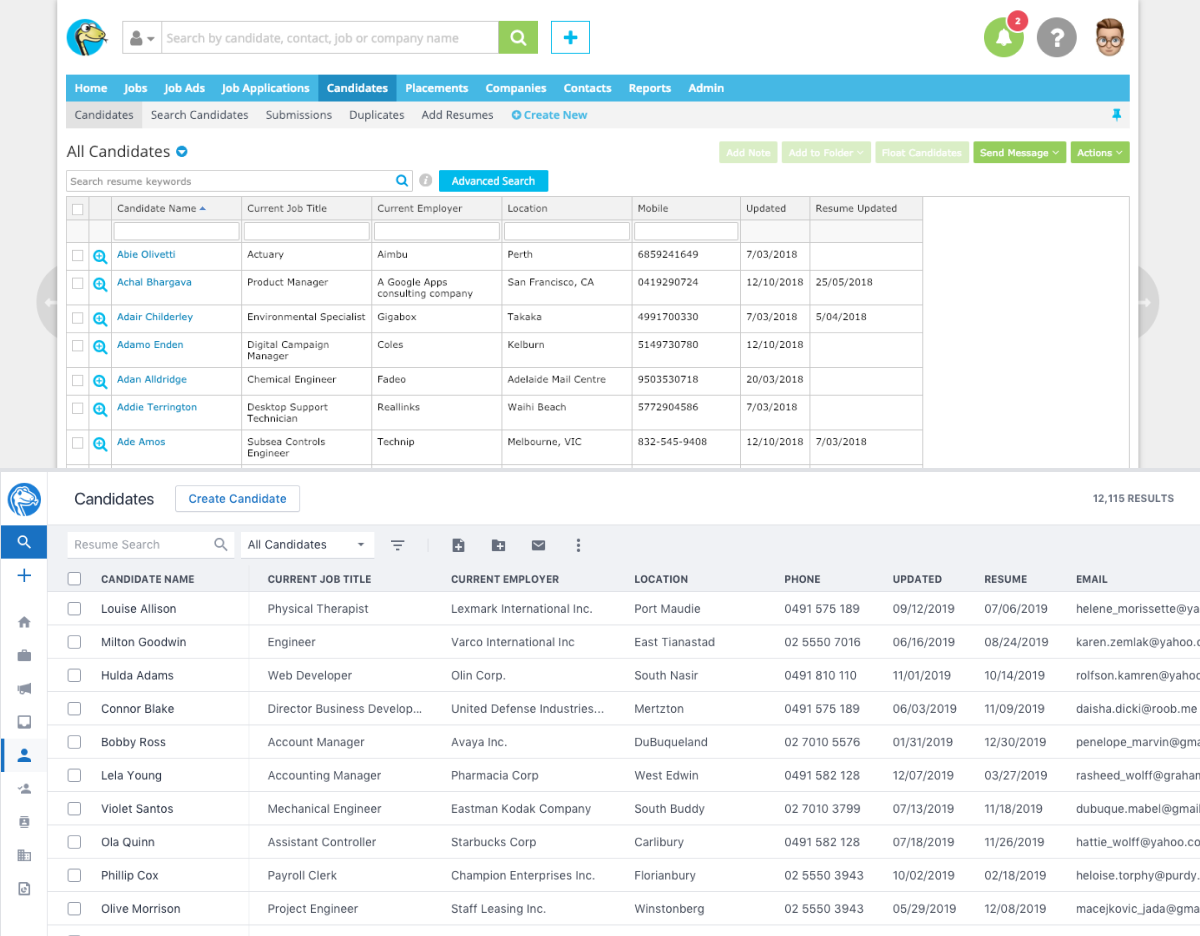 Search by candidate, contact, job or company name
2
?
Home Jobs Job Ads Job Applications Candidates Placements Companies Contacts Reports Admin
Candidates Search Candidates Submissions Duplicates Add Resumes Create New
All Candidates Add Note Add to Folder Float Candidates Send Message Actions
Search resume keywords i Advanced Search
Candidate Name Current Job Title Current Employer Location Mobile Updated Resume Updated
Abie Olivetti Actuary Aimbu Perth 6859241649 7/03/2018
Achal Bhargava Product Manager A Google Apps San Francisco, CA 0419290724 12/10/2018 25/05/2018
consulting company
Adair Childerley Environmental Specialist Gigabox Takaka 4991700330 7/03/2018 5/04/2018
Adamo Enden Digital Campaign Coles Kelburn 5149730780 12/10/2018
Manager
Adan Alldridge Chemical Engineer Fadeo Adelaide Mail Centre 9503530718 20/03/2018
Addie Terrington Desktop Support Reallinks Waihi Beach 5772904586 7/03/2018
Technician
Ade Amos Subsea Controls Technip Melbourne, VIC 832-545-9408 12/10/2018 7/03/2018
Engineer
Candidates Create Candidate 12,115 RESULTS
Resume Search All Candidates
CANDIDATE NAME CURRENT JOB TITLE CURRENT EMPLOYER LOCATION PHONE UPDATED RESUME EMAIL
Louise Allison Physical Therapist Lexmark International Inc. Port Maudie 0491 575 189 09/12/2019 07/06/2019 helene_morissette@ya
Milton Goodwin Engineer Varco International Inc East Tianastad 02 5550 7016 06/16/2019 08/24/2019 karen.zemlak@yahoo.c
Hulda Adams Web Developer Olin Corp. South Nasir 0491 810 110 11/01/2019 10/14/2019 rolfson.kamren@yahoo
Connor Blake Director Business Develop... United Defense Industries... Mertzton 0491 575 189 06/03/2019 11/09/2019 daisha.dicki@roob.me
Bobby Ross Account Manager Avaya Inc. DuBuqueland 02 7010 5576 01/31/2019 12/30/2019 penelope_marvin@gma
Lela Young Accounting Manager Pharmacia Corp West Edwin 0491 582 128 12/07/2019 03/27/2019 rasheed_wolff@graham
Violet Santos Mechanical Engineer Eastman Kodak Company South Buddy 02 7010 3799 07/13/2019 11/18/2019 dubuque.mabel@gmail
Ola Quinn Assistant Controller Starbucks Corp Carlibury 0491 582 128 07/18/2019 11/26/2019 hattie_wolff@yahoo.co
Phillip Cox Payroll Clerk Champion Enterprises Inc. Florianbury 02 5550 3943 10/02/2019 02/18/2019 heloise.torphy@purdy.
Olive Morrison Project Engineer Staff Leasing Inc. Winstonberg 02 5550 3943 05/29/2019 12/08/2019 macejkovic_jada@gma